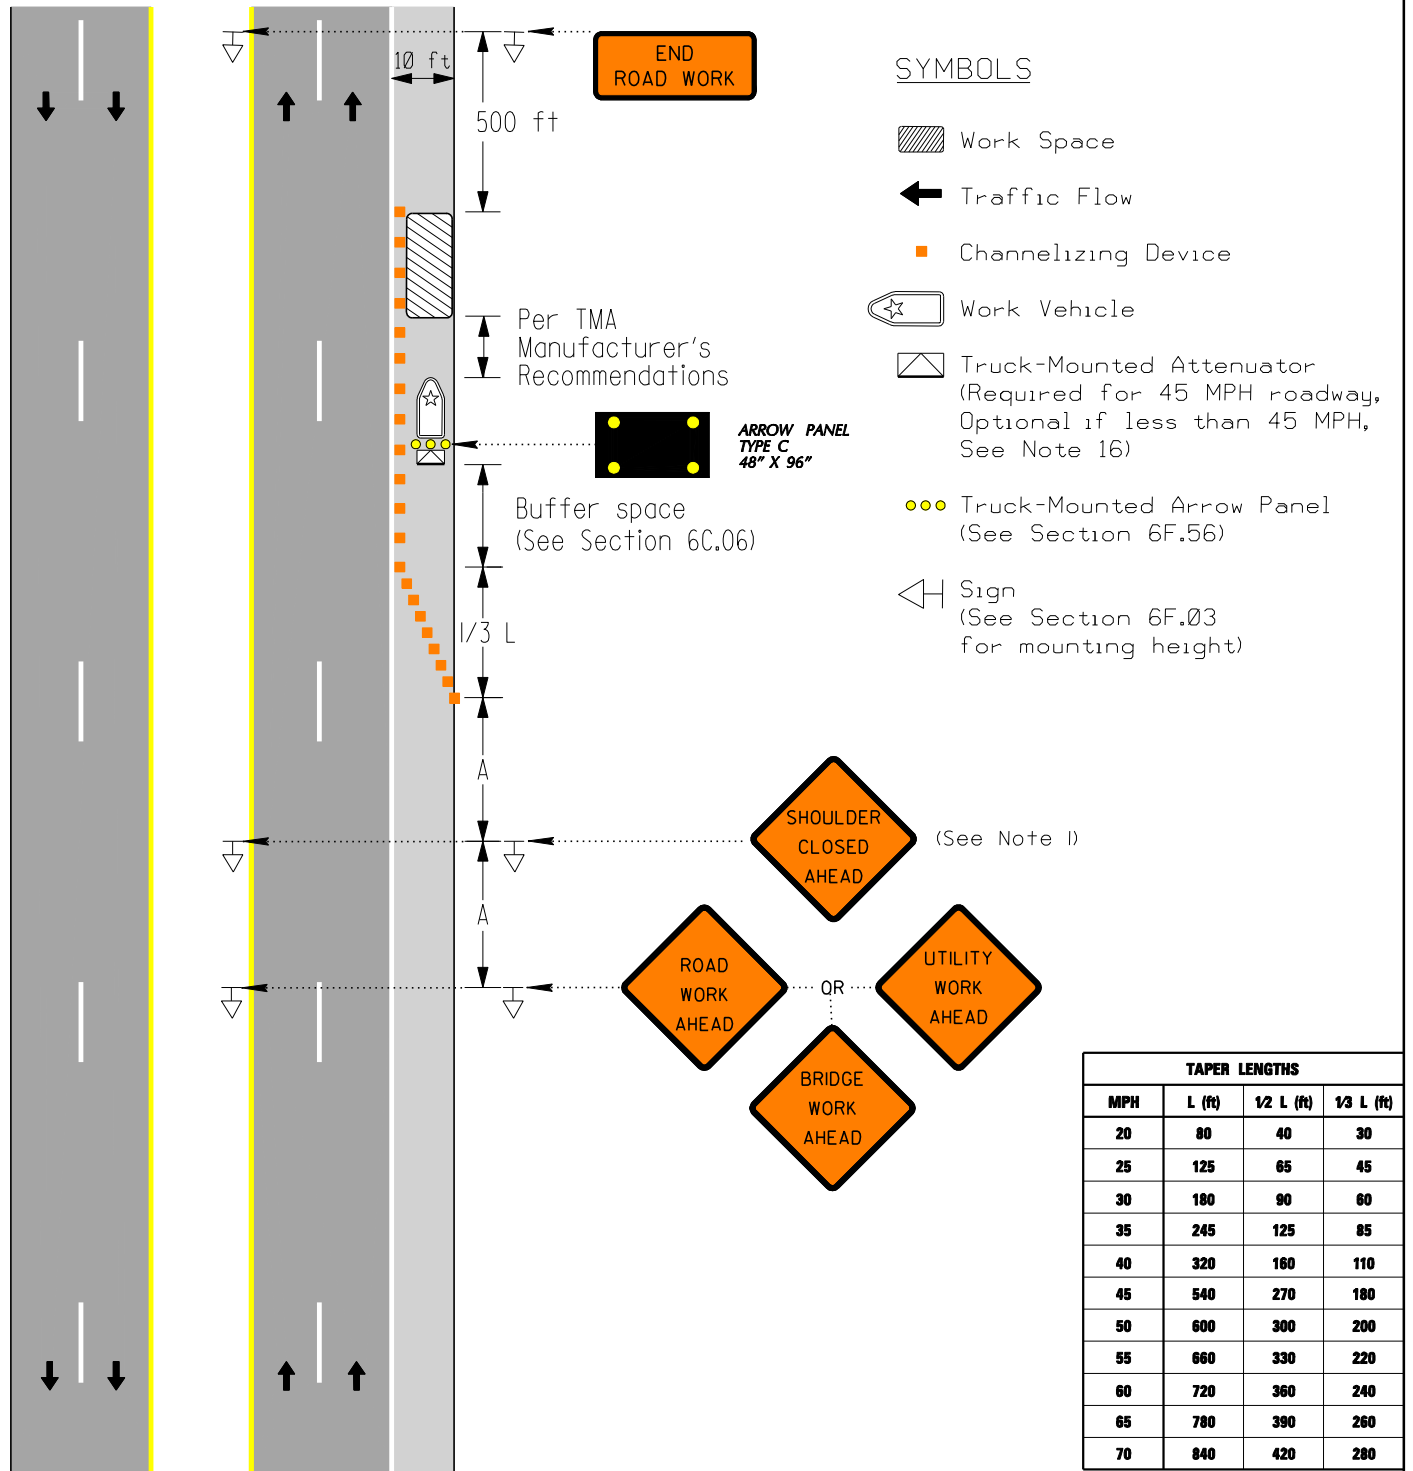 END
ROAD WORK
10 ft
500 ft
SYMBOLS
Work Space
Traffic Flow
Channelizing Device
Work Vehicle
Truck-Mounted Attenuator
(Required for 45 MPH roadway,
Optional if less than 45 MPH,
See Note 16)
Truck-Mounted Arrow Panel
(See Section 6F.56)
Sign
(See Section 6F.03
for mounting height)
Per TMA
Manufacturer's
Recommendations
ARROW PANEL
TYPE C
48" X 96"
Buffer space
(See Section 6C.06)
1/3 L
A
SHOULDER
CLOSED
AHEAD
(See Note 1)
A
ROAD
WORK
AHEAD
OR
UTILITY
WORK
AHEAD
BRIDGE
WORK
AHEAD
TAPER LENGTHS
MPH L (ft) 1/2 L (ft) 1/3 L (ft)
20 80 40 30
25 125 65 45
30 180 90 60
35 245 125 85
40 320 160 110
45 540 270 180
50 600 300 200
55 660 330 220
60 720 360 240
65 780 390 260
70 840 420 280